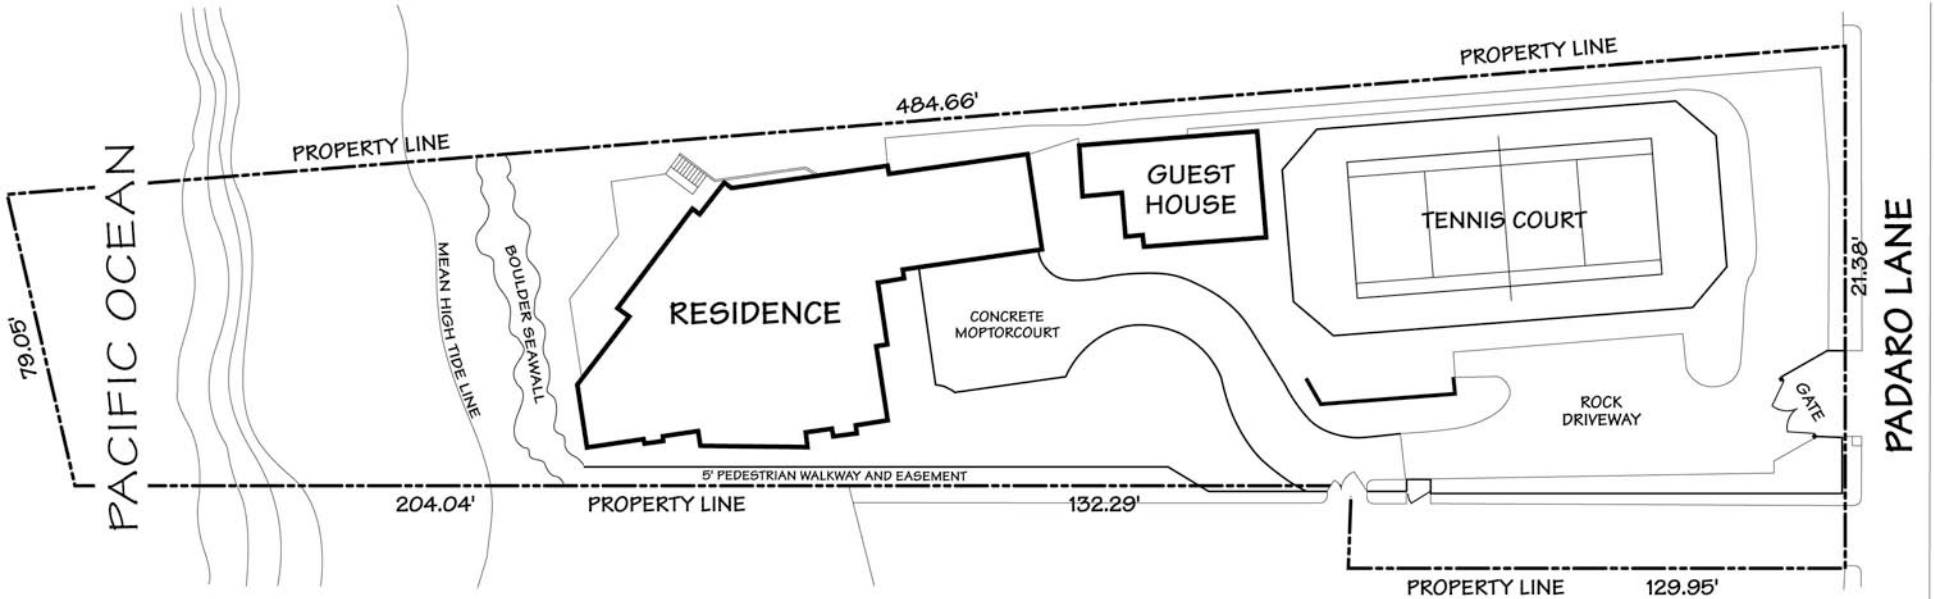 PROPERTY LINE
484.66'
PROPERTY LINE
PACIFIC OCEAN
79.05'
MEAN HIGH TIDE LINE
BOULDER SEAWALL
RESIDENCE
CONCRETE
MOPTORCOURT
GUEST
HOUSE
TENNIS COURT
21.38'
PADARO LANE
GATE
ROCK
DRIVEWAY
5' PEDESTRIAN WALKWAY AND EASEMENT
204.04'
PROPERTY LINE
132.29'
PROPERTY LINE
129.95'